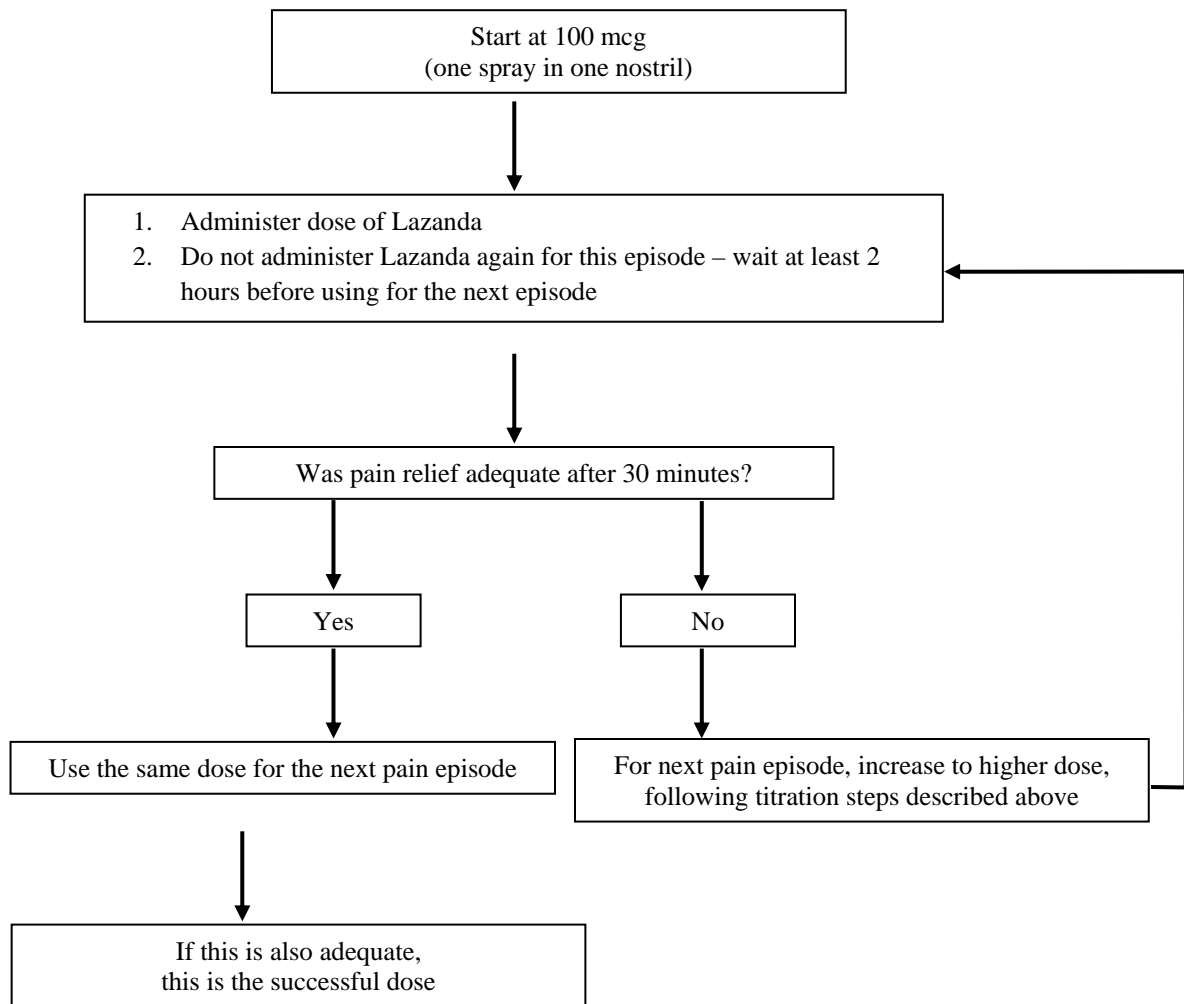 Start at 100 mcg
(one spray in one nostril)
1. Administer dose of Lazanda
2. Do not administer Lazanda again for this episode – wait at least 2
hours before using for the next episode
Was pain relief adequate after 30 minutes?
Yes
No
Use the same dose for the next pain episode
For next pain episode, increase to higher dose,
following titration steps described above
If this is also adequate,
this is the successful dose